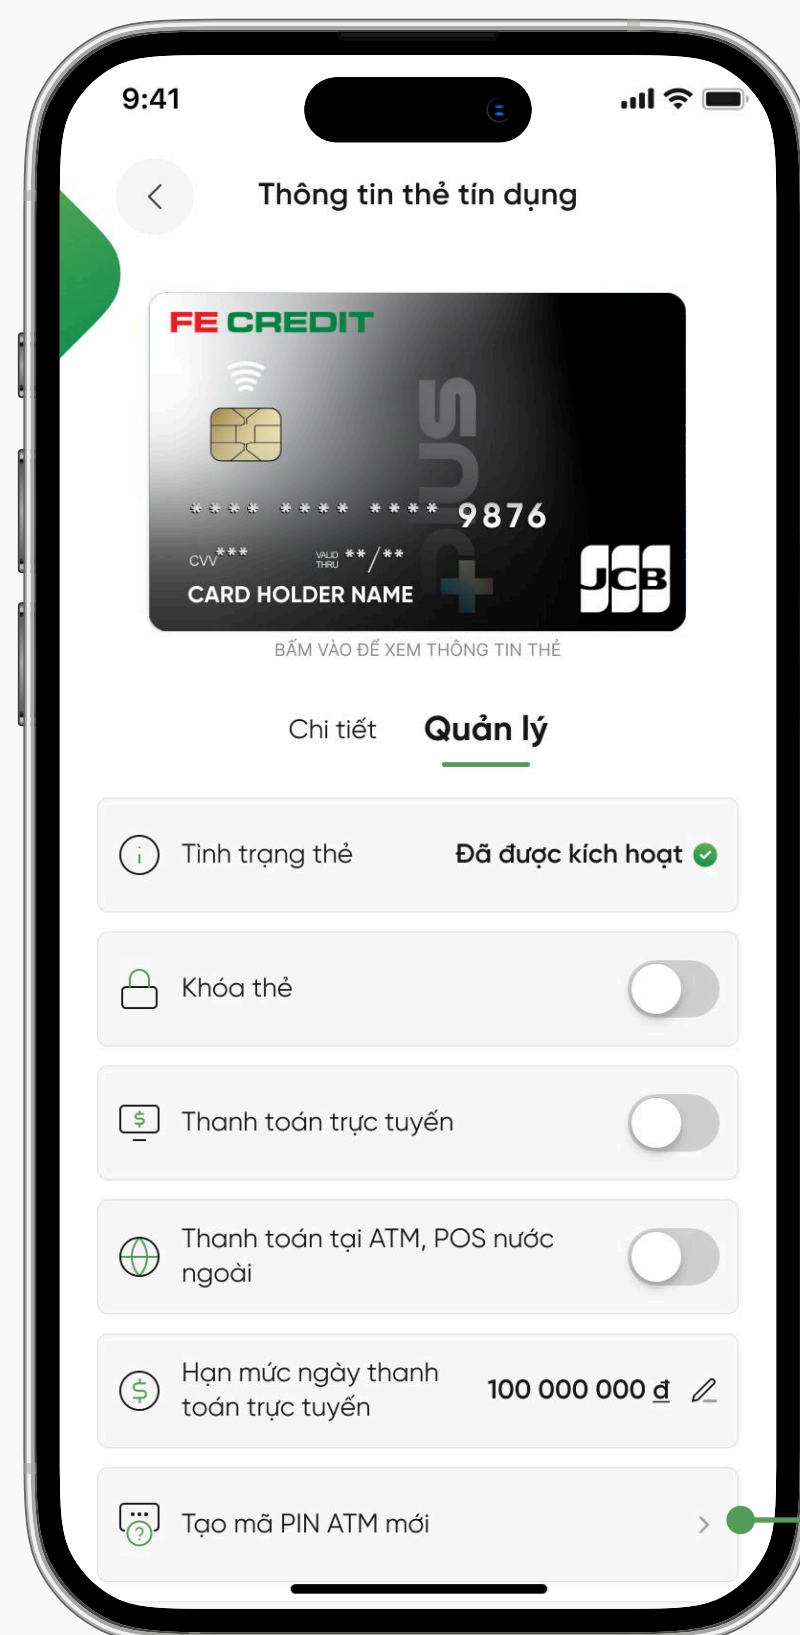 9:41
Thông tin thẻ tín dụng
FE CREDIT
PLUS
**** **** **** 9876
CVV*** VALID THRU **/**
CARD HOLDER NAME
JCB
BẤM VÀO ĐỂ XEM THÔNG TIN THẺ
Chi tiết Quản lý
Tình trạng thẻ Đã được kích hoạt
Khóa thẻ
$
Thanh toán trực tuyến
Thanh toán tại ATM, POS nước
ngoài
Hạn mức ngày thanh
toán trực tuyến
100 000 000 đ
Tạo mã PIN ATM mới